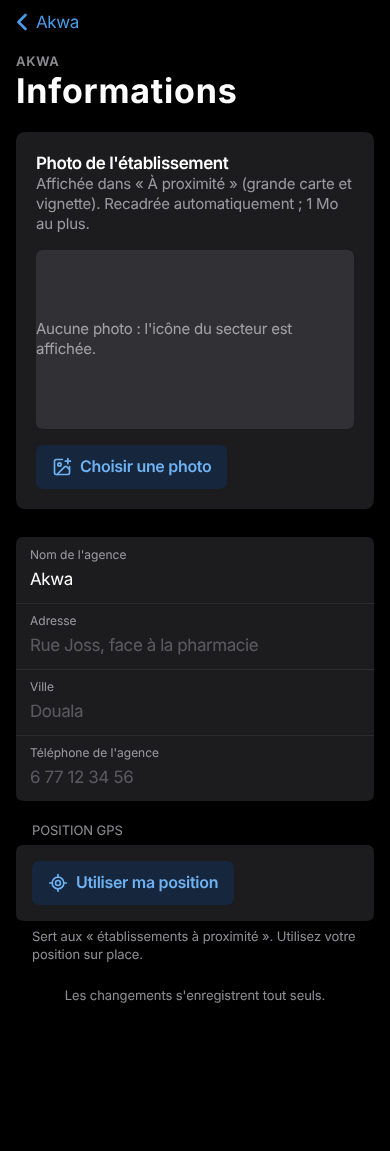 Akwa
AKWA
Informations
Photo de l'établissement
Affichée dans « À proximité » (grande carte et
vignette). Recadrée automatiquement ; 1 Mo
au plus.
Aucune photo : l'icône du secteur est
affichée.
Choisir une photo
Nom de l'agence
Akwa
Adresse
Rue Joss, face à la pharmacie
Ville
Douala
Téléphone de l'agence
6 77 12 34 56
POSITION GPS
Utiliser ma position
Sert aux « établissements à proximité ». Utilisez votre
position sur place.
Les changements s'enregistrent tout seuls.